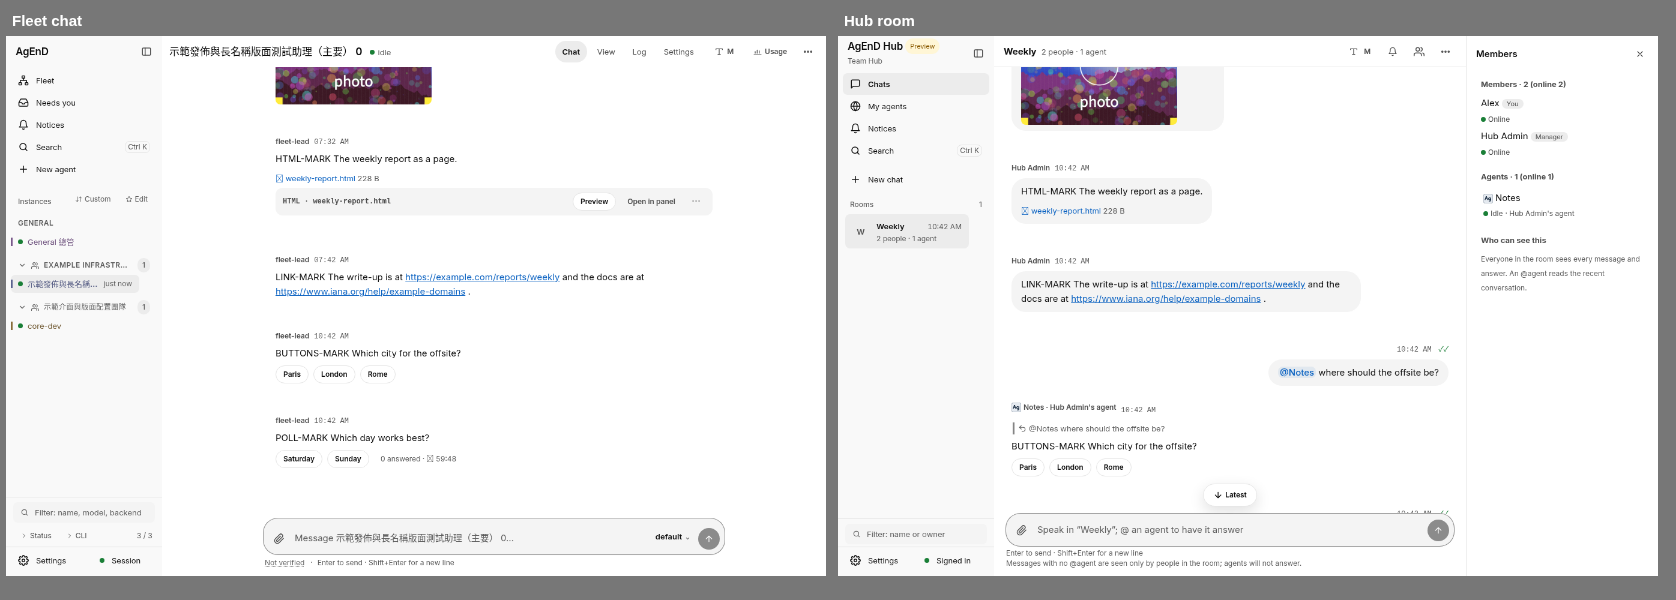 Fleet chat
AgEnD
Fleet
Needs you
Notices
Search Ctrl K
New agent
Instances Custom Edit
GENERAL
General 總管
EXAMPLE INFRASTR... 1
示範發佈與長名稱... just now
示範介面與版面配置團隊 1
core-dev
Filter: name, model, backend
Status CLI 3 / 3
Settings Session
示範發佈與長名稱版面測試助理（主要） 0 Idle
Chat View Log Settings M Usage
photo
fleet-lead 07:32 AM
HTML-MARK The weekly report as a page.
weekly-report.html 228 B
HTML · weekly-report.html Preview Open in panel
fleet-lead 07:42 AM
LINK-MARK The write-up is at https://example.com/reports/weekly and the docs are at
https://www.iana.org/help/example-domains .
fleet-lead 10:42 AM
BUTTONS-MARK Which city for the offsite?
Paris London Rome
fleet-lead 10:42 AM
POLL-MARK Which day works best?
Saturday Sunday 0 answered · 59:48
Message 示範發佈與長名稱版面測試助理（主要） 0...
default
Not verified · Enter to send · Shift+Enter for a new line
Hub room
AgEnD Hub Preview
Team Hub
Chats
My agents
Notices
Search Ctrl K
New chat
Rooms 1
W Weekly 10:42 AM
2 people · 1 agent
Filter: name or owner
Settings Signed in
Weekly 2 people · 1 agent
M
photo
Hub Admin 10:42 AM
HTML-MARK The weekly report as a page.
weekly-report.html 228 B
Hub Admin 10:42 AM
LINK-MARK The write-up is at https://example.com/reports/weekly and the
docs are at https://www.iana.org/help/example-domains .
10:42 AM
@Notes where should the offsite be?
Ag Notes · Hub Admin's agent 10:42 AM
@Notes where should the offsite be?
BUTTONS-MARK Which city for the offsite?
Paris London Rome
Latest
Speak in “Weekly”; @ an agent to have it answer
Enter to send · Shift+Enter for a new line
Messages with no @agent are seen only by people in the room; agents will not answer.
Members
Members · 2 (online 2)
Alex You
Online
Hub Admin Manager
Online
Agents · 1 (online 1)
Ag Notes
Idle · Hub Admin's agent
Who can see this
Everyone in the room sees every message and
answer. An @agent reads the recent
conversation.